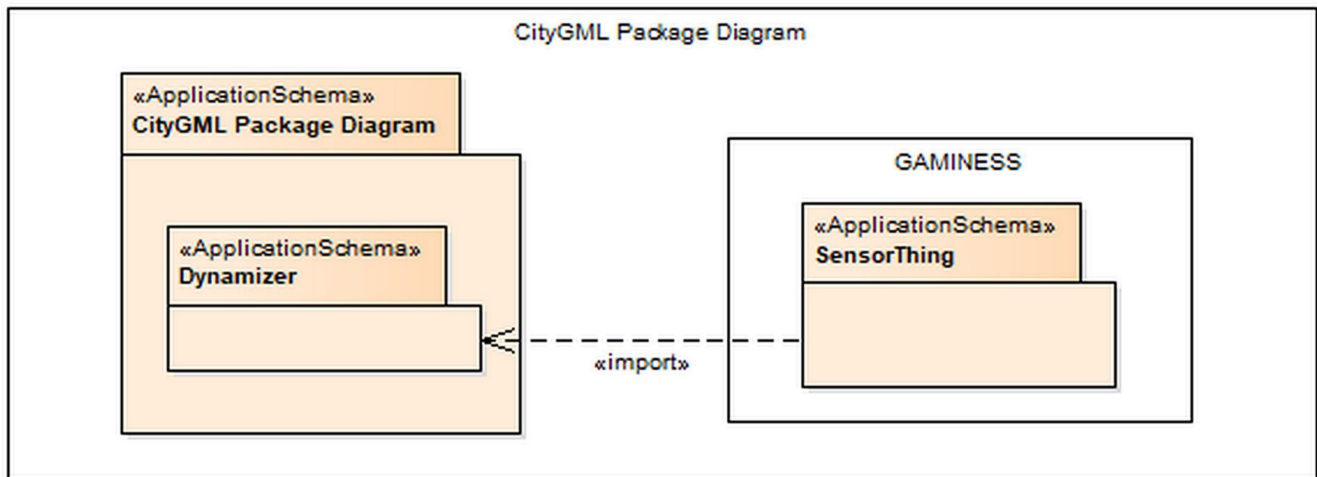 CityGML Package Diagram
«ApplicationSchema»
CityGML Package Diagram
«ApplicationSchema»
Dynamizer
GAMINESS
«ApplicationSchema»
SensorThing
«import»